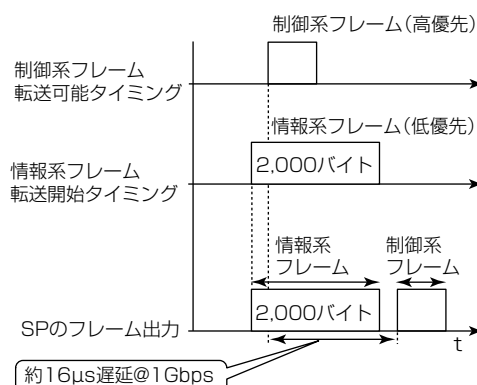 制御系フレーム(高優先)
制御系フレーム
転送可能タイミング
情報系フレーム(低優先)
2,000バイト
情報系フレーム
転送開始タイミング
情報系
フレーム
制御系
フレーム
2,000バイト
SPのフレーム出力
t
約16μs遅延@1Gbps